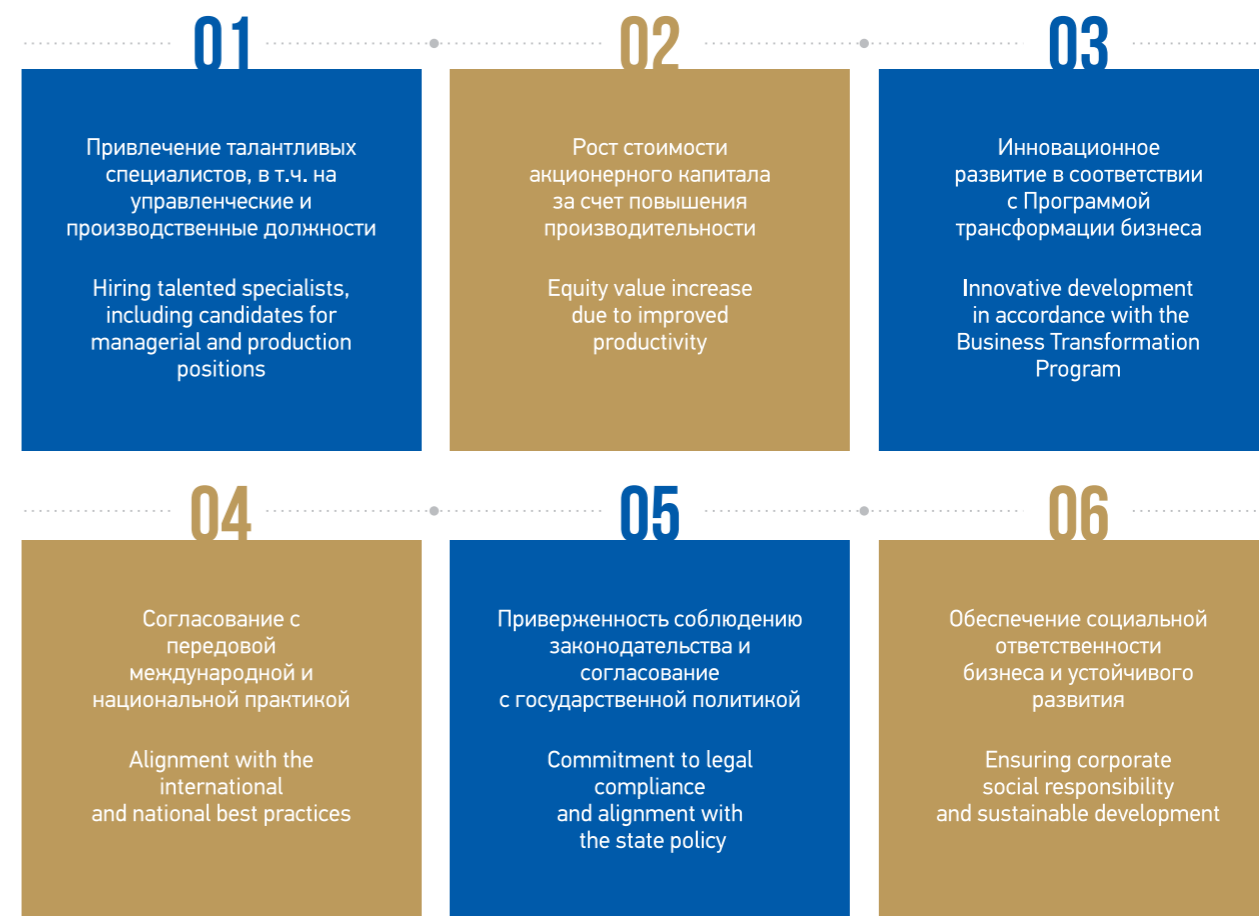 01
Привлечение талантливых
специалистов, в т.ч. на
управленческие и
производственные должности
Hiring talented specialists,
including candidates for
managerial and production
positions
02
Рост стоимости
акционерного капитала
за счет повышения
производительности
Equity value increase
due to improved
productivity
03
Инновационное
развитие в соответствии
с Программой
трансформации бизнеса
Innovative development
in accordance with the
Business Transformation
Program
04
Согласование с
передовой
международной и
национальной практикой
Alignment with the
international
and national best practices
05
Приверженность соблюдению
законодательства и
согласование
с государственной политикой
Commitment to legal
compliance
and alignment with
the state policy
06
Обеспечение социальной
ответственности
бизнеса и устойчивого
развития
Ensuring corporate
social responsibility
and sustainable development